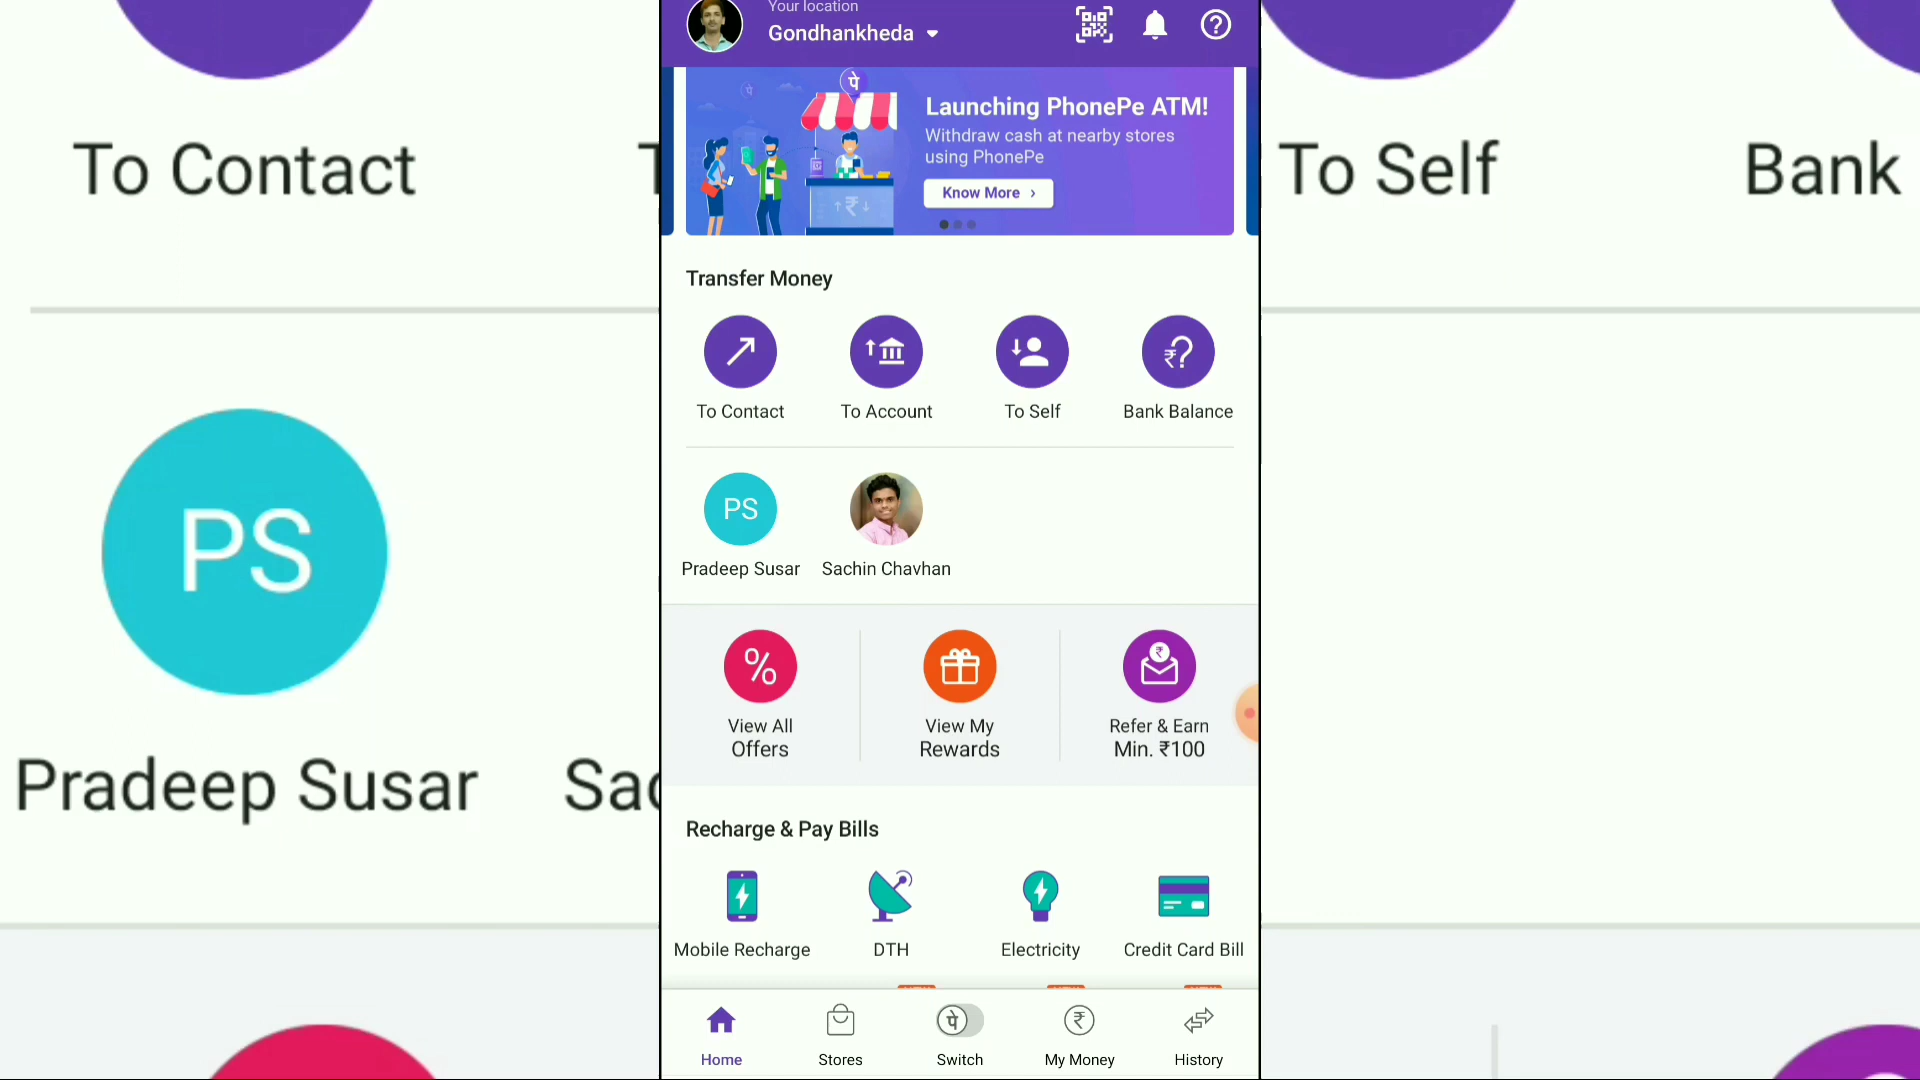 Your location
Gondhankheda
पे
Launching PhonePe ATM!
Withdraw cash at nearby stores
using PhonePe
Know More ›
Transfer Money
To Contact
To Account
To Self
Bank Balance
PS
Pradeep Susar
Sachin Chavhan
%
View All
Offers
View My
Rewards
Refer & Earn
Min. ₹100
Recharge & Pay Bills
Mobile Recharge
DTH
Electricity
Credit Card Bill
पे
Home
Stores
Switch
My Money
History
To Contact
To Self
Bank
PS
Pradeep Susar